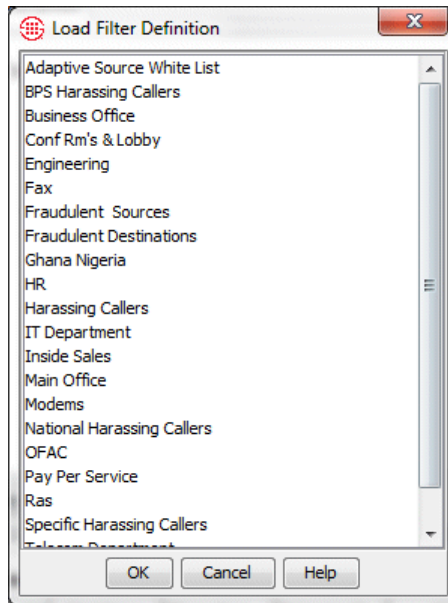 Load Filter Definition
Adaptive Source White List
BPS Harassing Callers
Business Office
Conf Rm's & Lobby
Engineering
Fax
Fraudulent  Sources
Fraudulent Destinations
Ghana Nigeria
HR
Harassing Callers
IT Department
Inside Sales
Main Office
Modems
National Harassing Callers
OFAC
Pay Per Service
Ras
Specific Harassing Callers
Telecom Department
OK Cancel Help